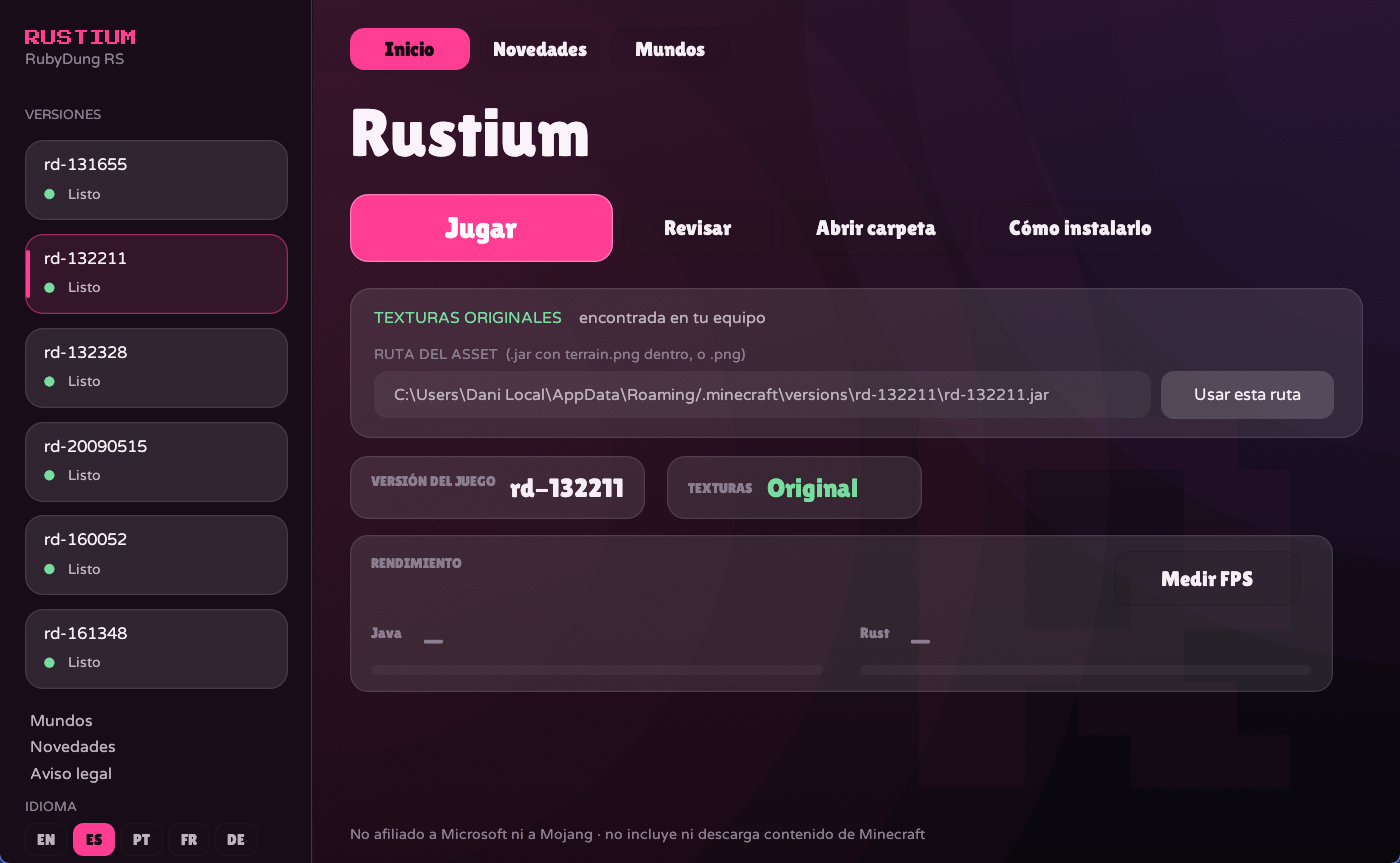 RUSTIUM
RubyDung RS
VERSIONES
rd-131655
Listo
rd-132211
Listo
rd-132328
Listo
rd-20090515
Listo
rd-160052
Listo
rd-161348
Listo
Mundos
Novedades
Aviso legal
IDIOMA
EN ES PT FR DE
Inicio Novedades Mundos
Rustium
Jugar Revisar Abrir carpeta Cómo instalarlo
TEXTURAS ORIGINALES encontrada en tu equipo
RUTA DEL ASSET (.jar con terrain.png dentro, o .png)
C:\Users\Dani Local\AppData\Roaming/.minecraft\versions\rd-132211\rd-132211.jar Usar esta ruta
VERSIÓN DEL JUEGO rd-132211 TEXTURAS Original
RENDIMIENTO
Medir FPS
Java — Rust —
No afiliado a Microsoft ni a Mojang · no incluye ni descarga contenido de Minecraft